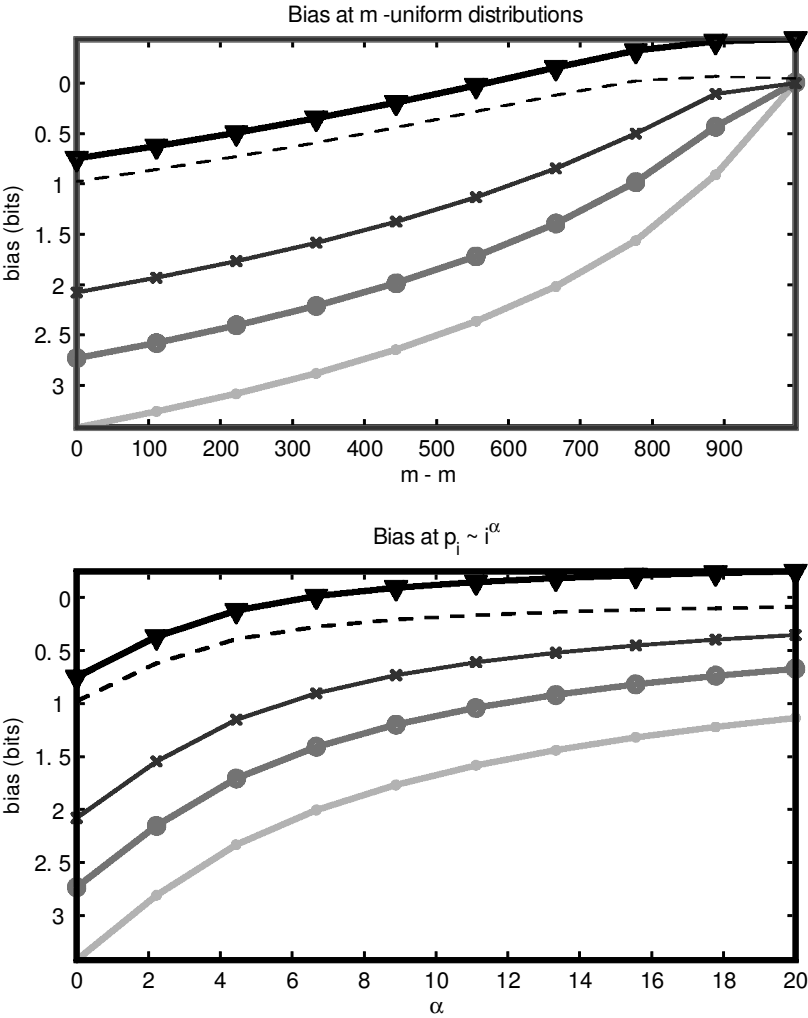 Bias at m -uniform distributions
0
0.5
1
1.5
2
2.5
3
bias (bits)
0 100 200 300 400 500 600 700 800 900
m - m
Bias at p_i ~ i^α
0
0.5
1
1.5
2
2.5
3
bias (bits)
0 2 4 6 8 10 12 14 16 18 20
α